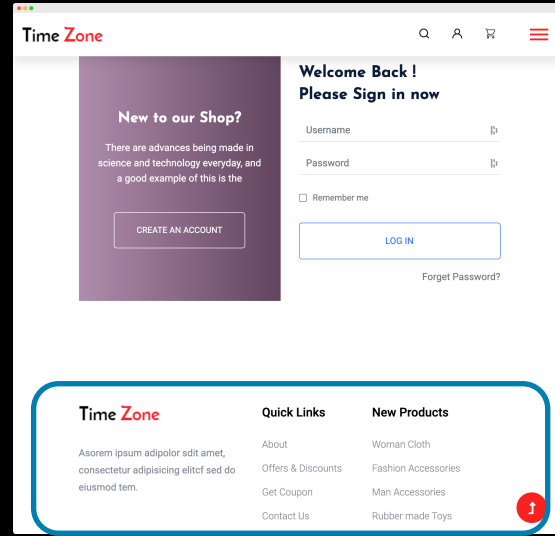 Time Zone
Welcome Back !
Please Sign in now
New to our Shop?
There are advances being made in
science and technology everyday, and
a good example of this is the
CREATE AN ACCOUNT
Username
Password
Remember me
LOG IN
Forget Password?
Time Zone
Asorem ipsum adipolor sdit amet,
consectetur adipisicing elitcf sed do
eiusmod tem.
Quick Links
About
Offers & Discounts
Get Coupon
Contact Us
New Products
Woman Cloth
Fashion Accessories
Man Accessories
Rubber made Toys